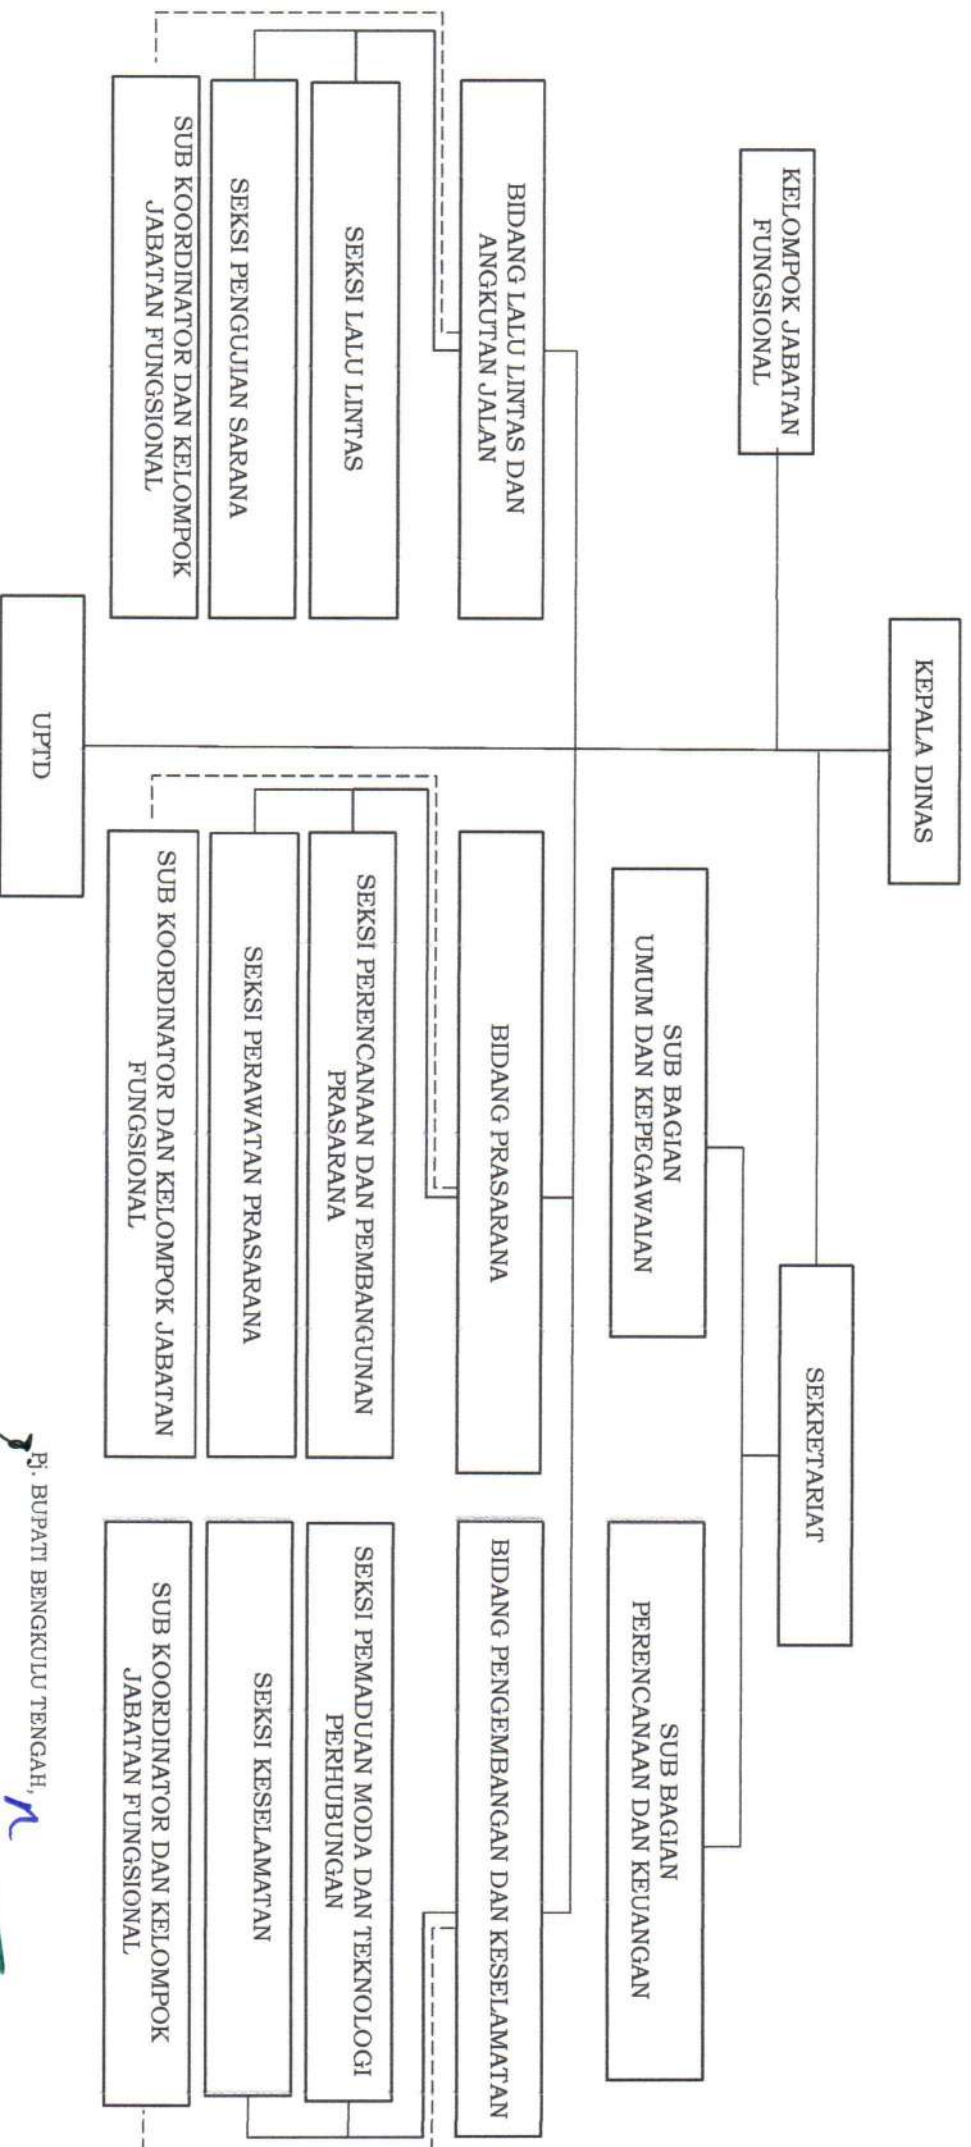 KEPALA DINAS
KELOMPOK JABATAN
FUNGSIONAL
SEKRETARIAT
SUB BAGIAN
UMUM DAN KEPEGAWAIAN
SUB BAGIAN
PERENCANAAN DAN KEUANGAN
BIDANG LALU LINTAS DAN
ANGKUTAN JALAN
BIDANG PRASARANA
BIDANG PENGEMBANGAN DAN KESELAMATAN
SEKSI LALU LINTAS
SEKSI PERENCANAAN DAN PEMBANGUNAN
PRASARANA
SEKSI PEMADUAN MODA DAN TEKNOLOGI
PERHUBUNGAN
SEKSI PENGUJIAN SARANA
SEKSI PERAWATAN PRASARANA
SEKSI KESELAMATAN
SUB KOORDINATOR DAN KELOMPOK
JABATAN FUNGSIONAL
SUB KOORDINATOR DAN KELOMPOK JABATAN
FUNGSIONAL
SUB KOORDINATOR DAN KELOMPOK
JABATAN FUNGSIONAL
UPTD
Pj. BUPATI BENGKULU TENGAH,